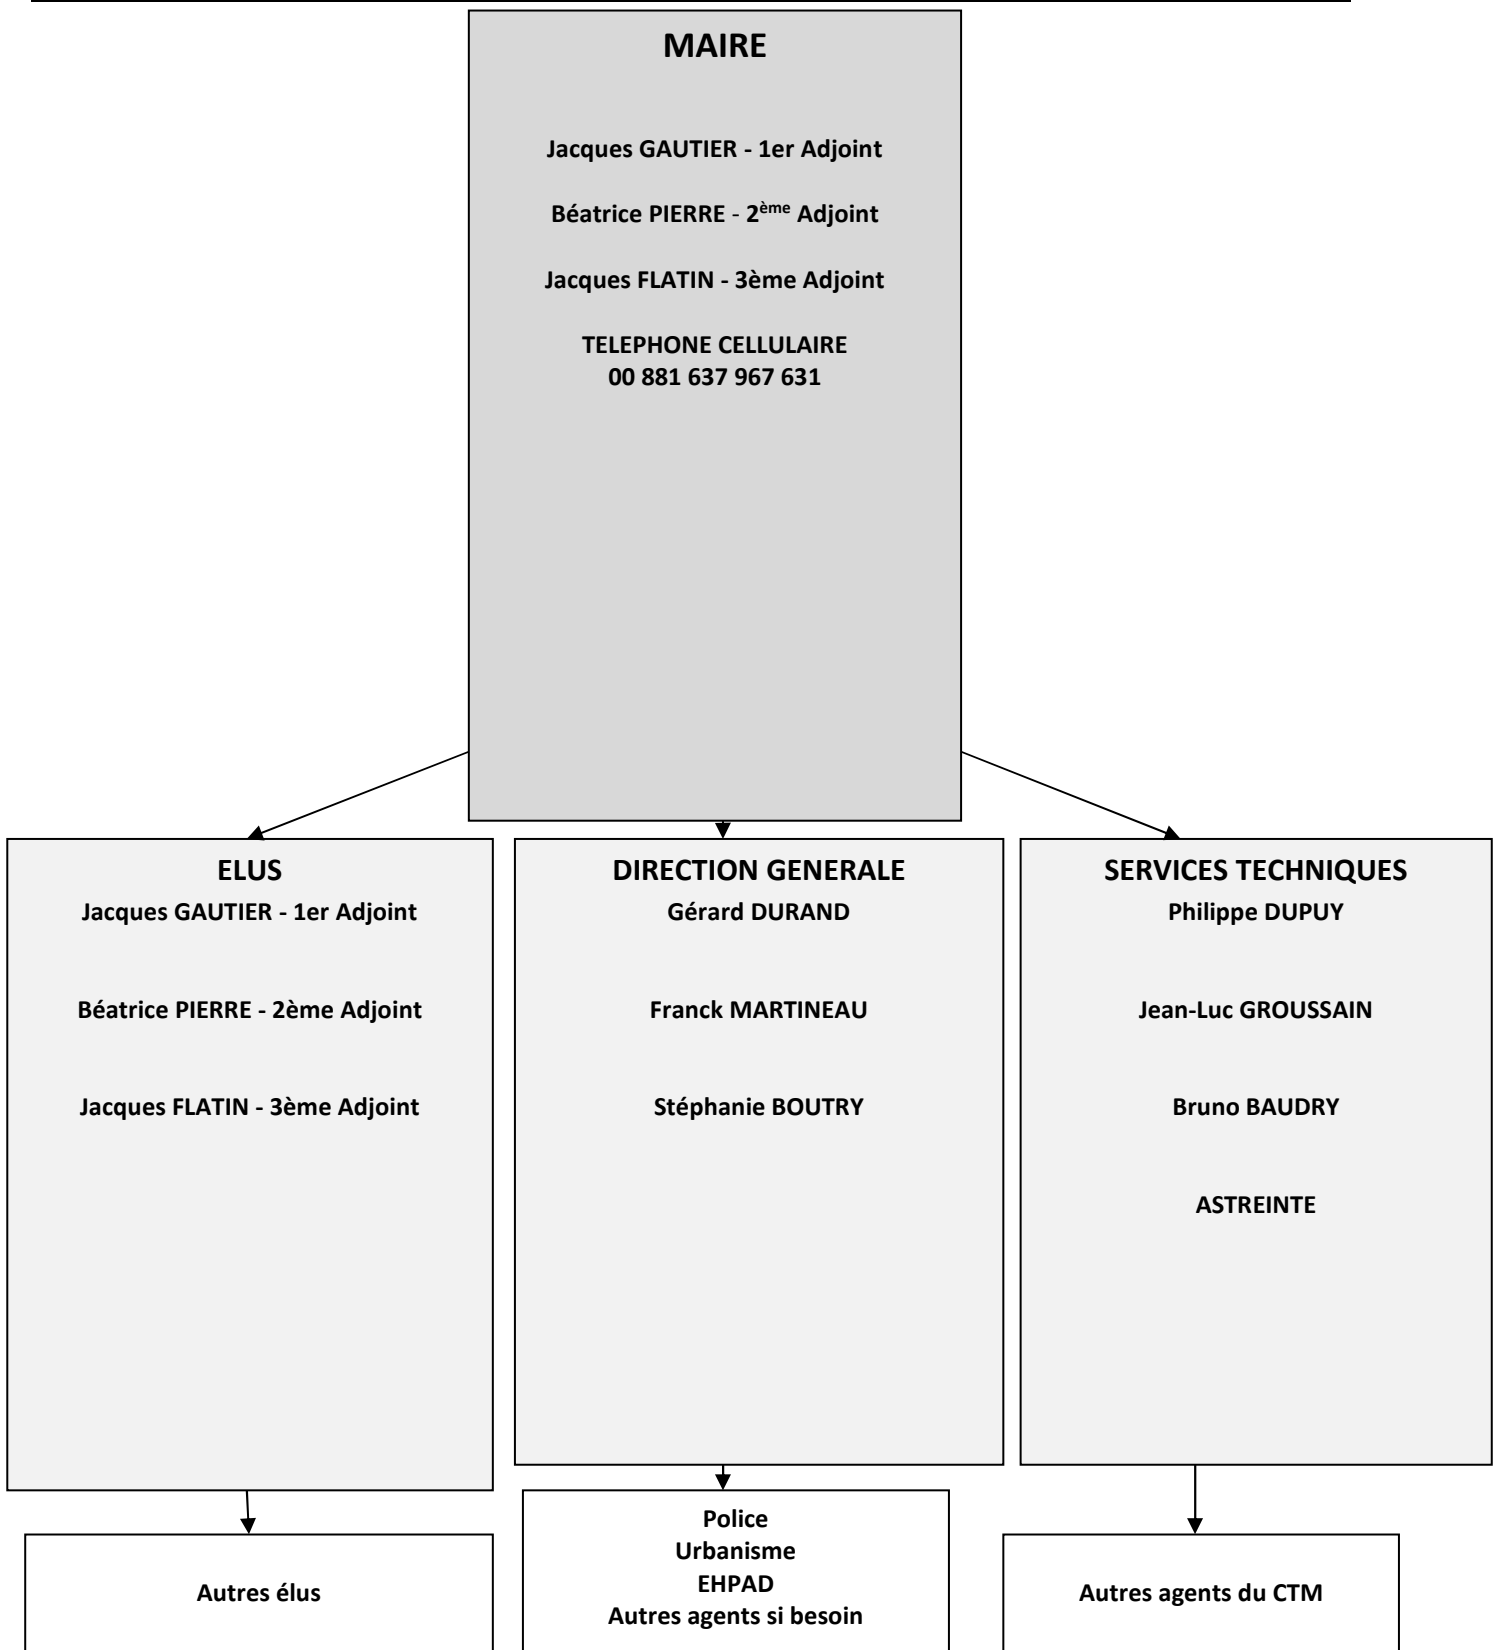 MAIRE
Jacques GAUTIER - 1er Adjoint
Béatrice PIERRE - 2ème Adjoint
Jacques FLATIN - 3ème Adjoint
TELEPHONE CELLULAIRE
00 881 637 967 631
ELUS
Jacques GAUTIER - 1er Adjoint
Béatrice PIERRE - 2ème Adjoint
Jacques FLATIN - 3ème Adjoint
DIRECTION GENERALE
Gérard DURAND
Franck MARTINEAU
Stéphanie BOUTRY
SERVICES TECHNIQUES
Philippe DUPUY
Jean-Luc GROUSSAIN
Bruno BAUDRY
ASTREINTE
Autres élus
Police
Urbanisme
EHPAD
Autres agents si besoin
Autres agents du CTM